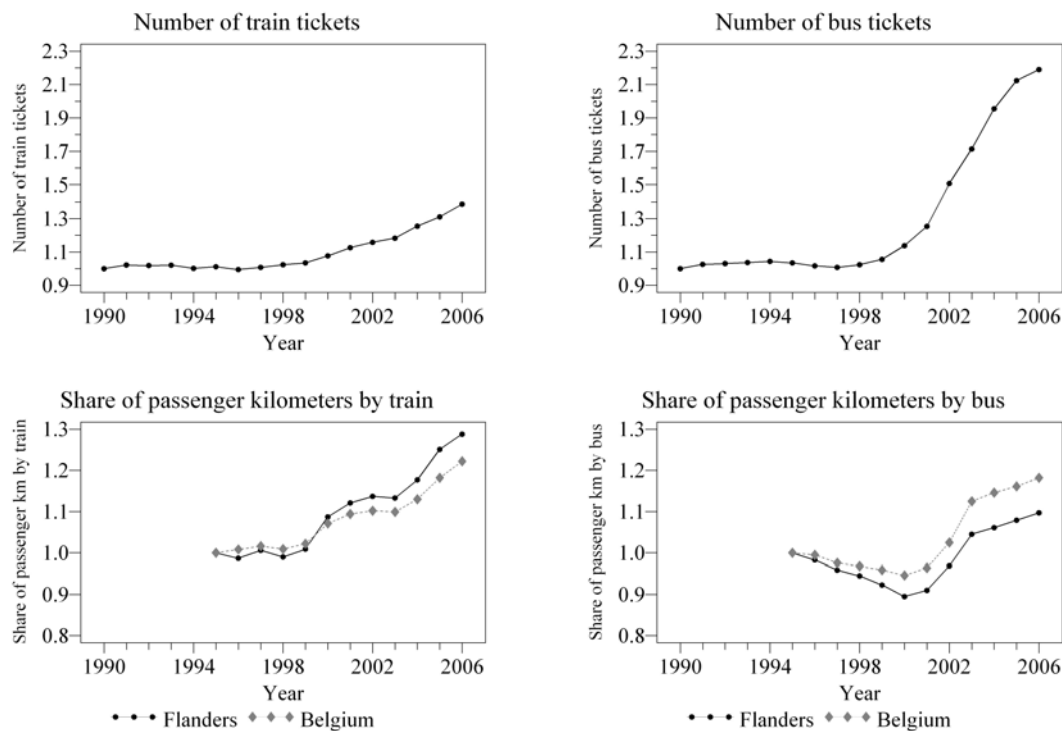 Number of train tickets
Number of train tickets
2.3
2.1
1.9
1.7
1.5
1.3
1.1
0.9
1990 1994 1998 2002 2006
Year
Number of bus tickets
Number of bus tickets
2.3
2.1
1.9
1.7
1.5
1.3
1.1
0.9
1990 1994 1998 2002 2006
Year
Share of passenger kilometers by train
Share of passenger km by train
1.3
1.2
1.1
1.0
0.9
0.8
1990 1994 1998 2002 2006
Year
Flanders Belgium
Share of passenger kilometers by bus
Share of passenger km by bus
1.3
1.2
1.1
1.0
0.9
0.8
1990 1994 1998 2002 2006
Year
Flanders Belgium